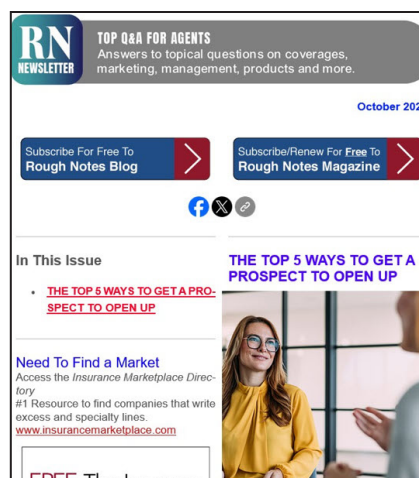 RN
NEWSLETTER
TOP Q&A FOR AGENTS
Answers to topical questions on coverages,
marketing, management, products and more.
October
Subscribe For Free To
Rough Notes Blog
Subscribe/Renew For Free To
Rough Notes Magazine
In This Issue
THE TOP 5 WAYS TO GET A PRO-
SPECT TO OPEN UP
Need To Find a Market
Access the Insurance Marketplace Direc-
tory
#1 Resource to find companies that write
excess and specialty lines.
www.insurancemarketplace.com
THE TOP 5 WAYS TO GET A
PROSPECT TO OPEN UP